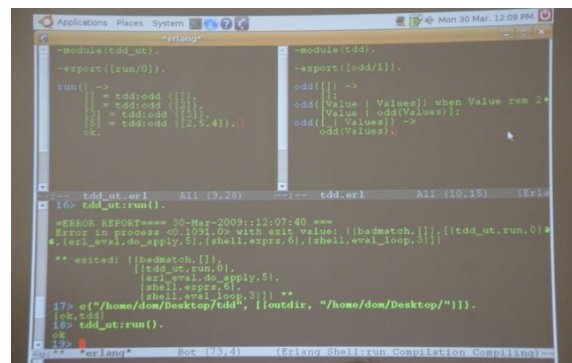 Applications Places System Mon 30 Mar, 12:09 PM
*erlang*
-module(tdd_ut).
-export([run/0]).
run() ->
[] = tdd:odd ([]),
[] = tdd:odd ([2]),
[3] = tdd:odd ([3]),
[5] = tdd:odd ([2,5,4]),
ok.
-module(tdd).
-export([odd/1]).
odd([]) ->
[];
odd([Value | Values]) when Value rem 2
[Value | odd(Values)];
odd([_| Values]) ->
odd(Values).
tdd_ut.erl All (9,28)
tdd.erl All (10,15) (Erla
16> tdd_ut:run().
=ERROR REPORT==== 30-Mar-2009::12:07:40 ===
Error in process <0.1091.0> with exit value: {{badmatch,[]},[{tdd_ut,run,0}
,{erl_eval,do_apply,5},{shell,exprs,6},{shell,eval_loop,3}]}
** exited: {{badmatch,[]},
[{tdd_ut,run,0},
{erl_eval,do_apply,5},
{shell,exprs,6},
{shell,eval_loop,3}]} **
17> c("/home/dom/Desktop/tdd", [{outdir, "/home/dom/Desktop/"}]).
{ok,tdd}
18> tdd_ut:run().
ok
19>
-u:** *erlang* Bot (73,4) (Erlang Shell:run Compilation Compiling)--